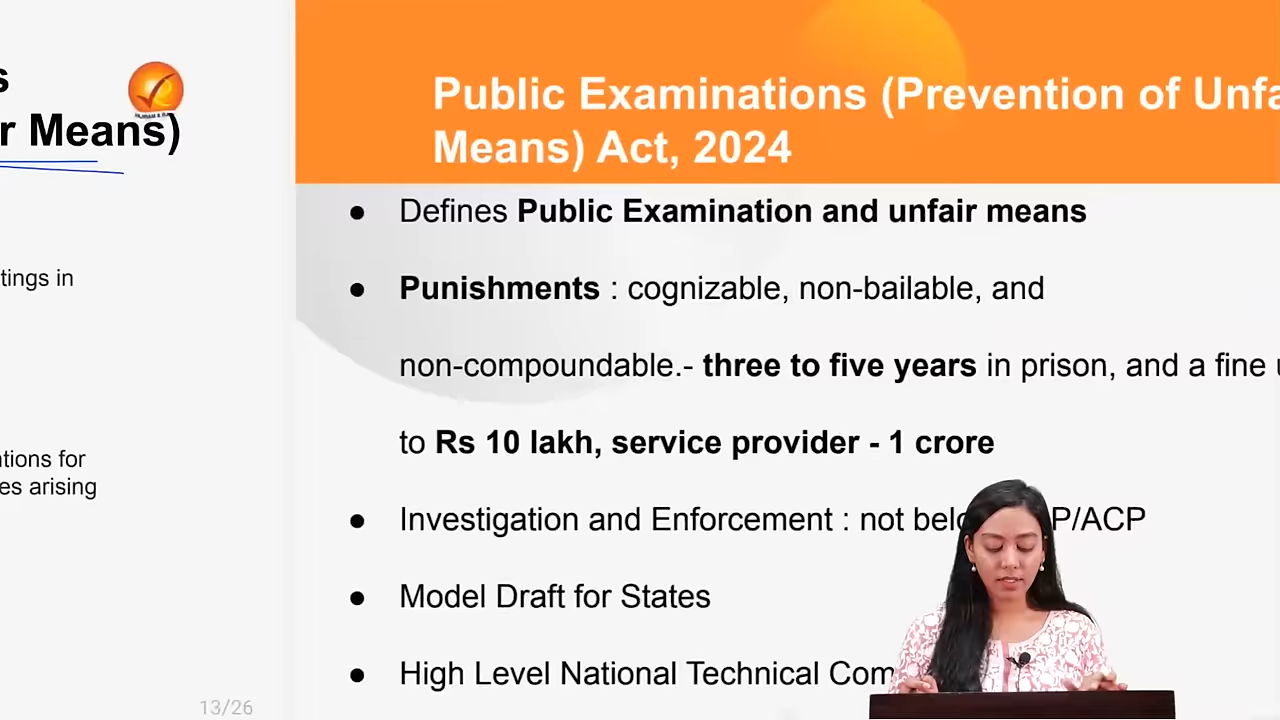 s
r Means)
tings in
tions for
es arising
13/26
Public Examinations (Prevention of Unfa
Means) Act, 2024
● Defines Public Examination and unfair means
● Punishments : cognizable, non-bailable, and
non-compoundable.- three to five years in prison, and a fine
to Rs 10 lakh, service provider - 1 crore
● Investigation and Enforcement : not belo P/ACP
● Model Draft for States
● High Level National Technical Com